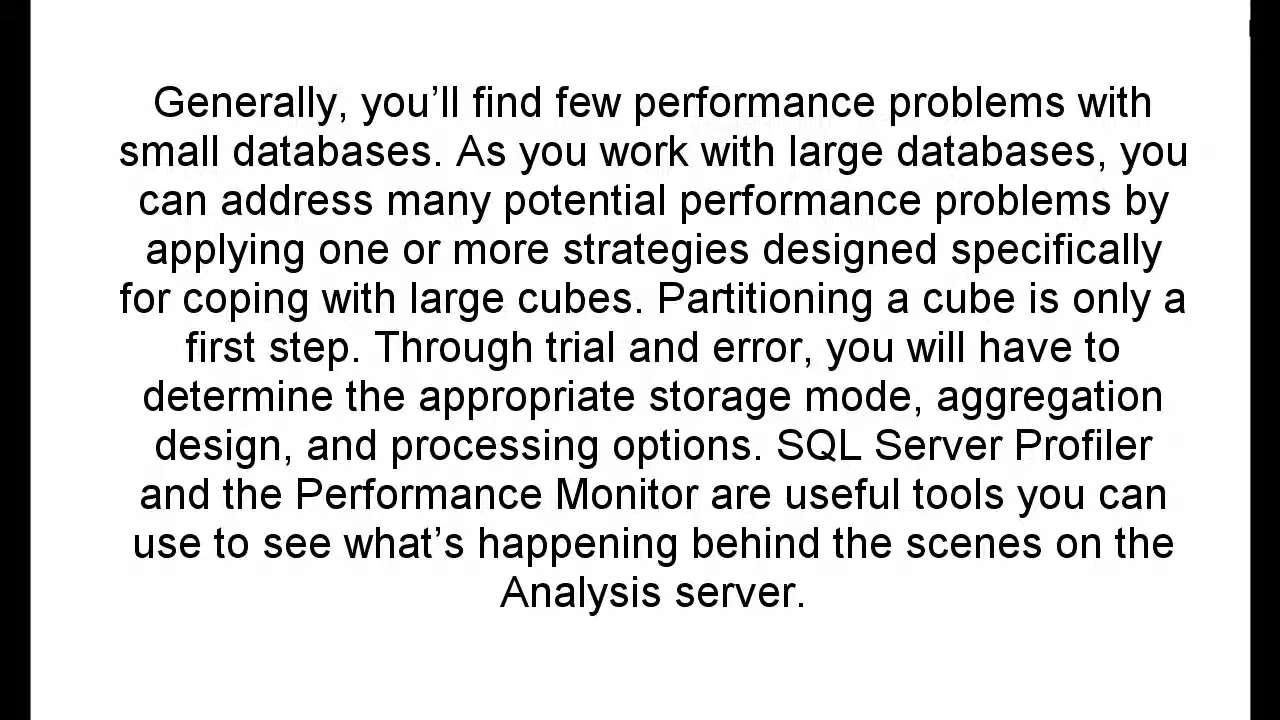 Generally, you’ll find few performance problems with
small databases. As you work with large databases, you
can address many potential performance problems by
applying one or more strategies designed specifically
for coping with large cubes. Partitioning a cube is only a
first step. Through trial and error, you will have to
determine the appropriate storage mode, aggregation
design, and processing options. SQL Server Profiler
and the Performance Monitor are useful tools you can
use to see what’s happening behind the scenes on the
Analysis server.